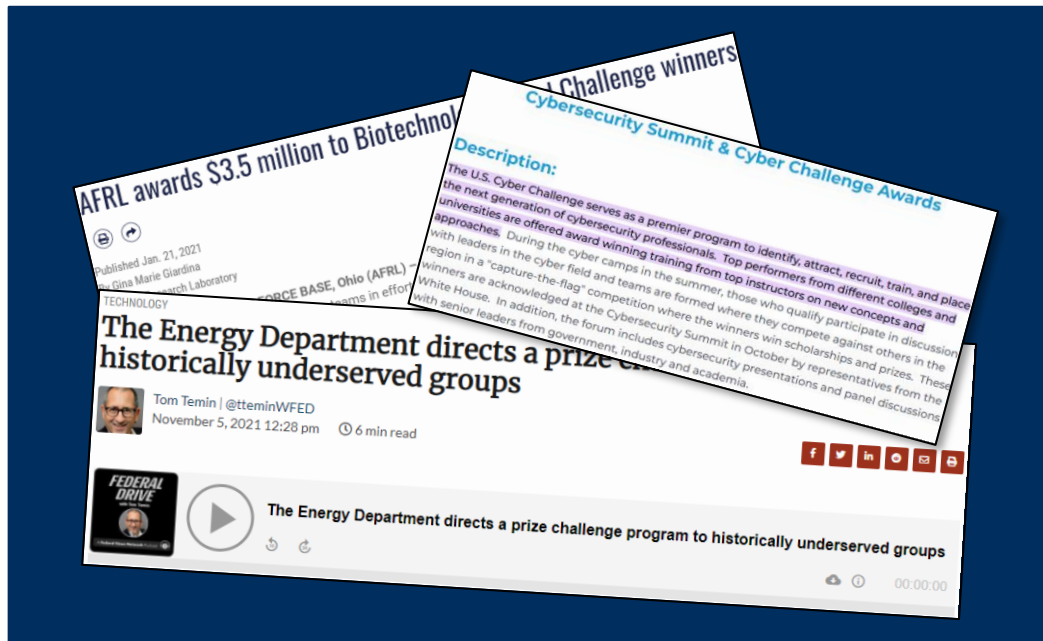 AFRL awards $3.5 million to Biotechnol Challenge winners
Published Jan. 21, 2021
By Gina Marie Giardina
search Laboratory
FORCE BASE, Ohio (AFRL) –
teams in effort
Cybersecurity Summit & Cyber Challenge Awards
Description:
The U.S. Cyber Challenge serves as a premier program to identify, attract, recruit, train, and place
the next generation of cybersecurity professionals. Top performers from different colleges and
universities are offered award winning training from top instructors on new concepts and
approaches. During the cyber camps in the summer, those who qualify participate in discussion
with leaders in the cyber field and teams are formed where they compete against others in the
region in a "capture-the-flag" competition where the winners win scholarships and prizes. These
winners are acknowledged at the Cybersecurity Summit in October by representatives from the
White House. In addition, the forum includes cybersecurity presentations and panel discussions
with senior leaders from government, industry and academia.
TECHNOLOGY
The Energy Department directs a prize
historically underserved groups
Tom Temin | @tteminWFED
November 5, 2021 12:28 pm 6 min read
FEDERAL
DRIVE
with Tom Temin
The Energy Department directs a prize challenge program to historically underserved groups
00:00:00